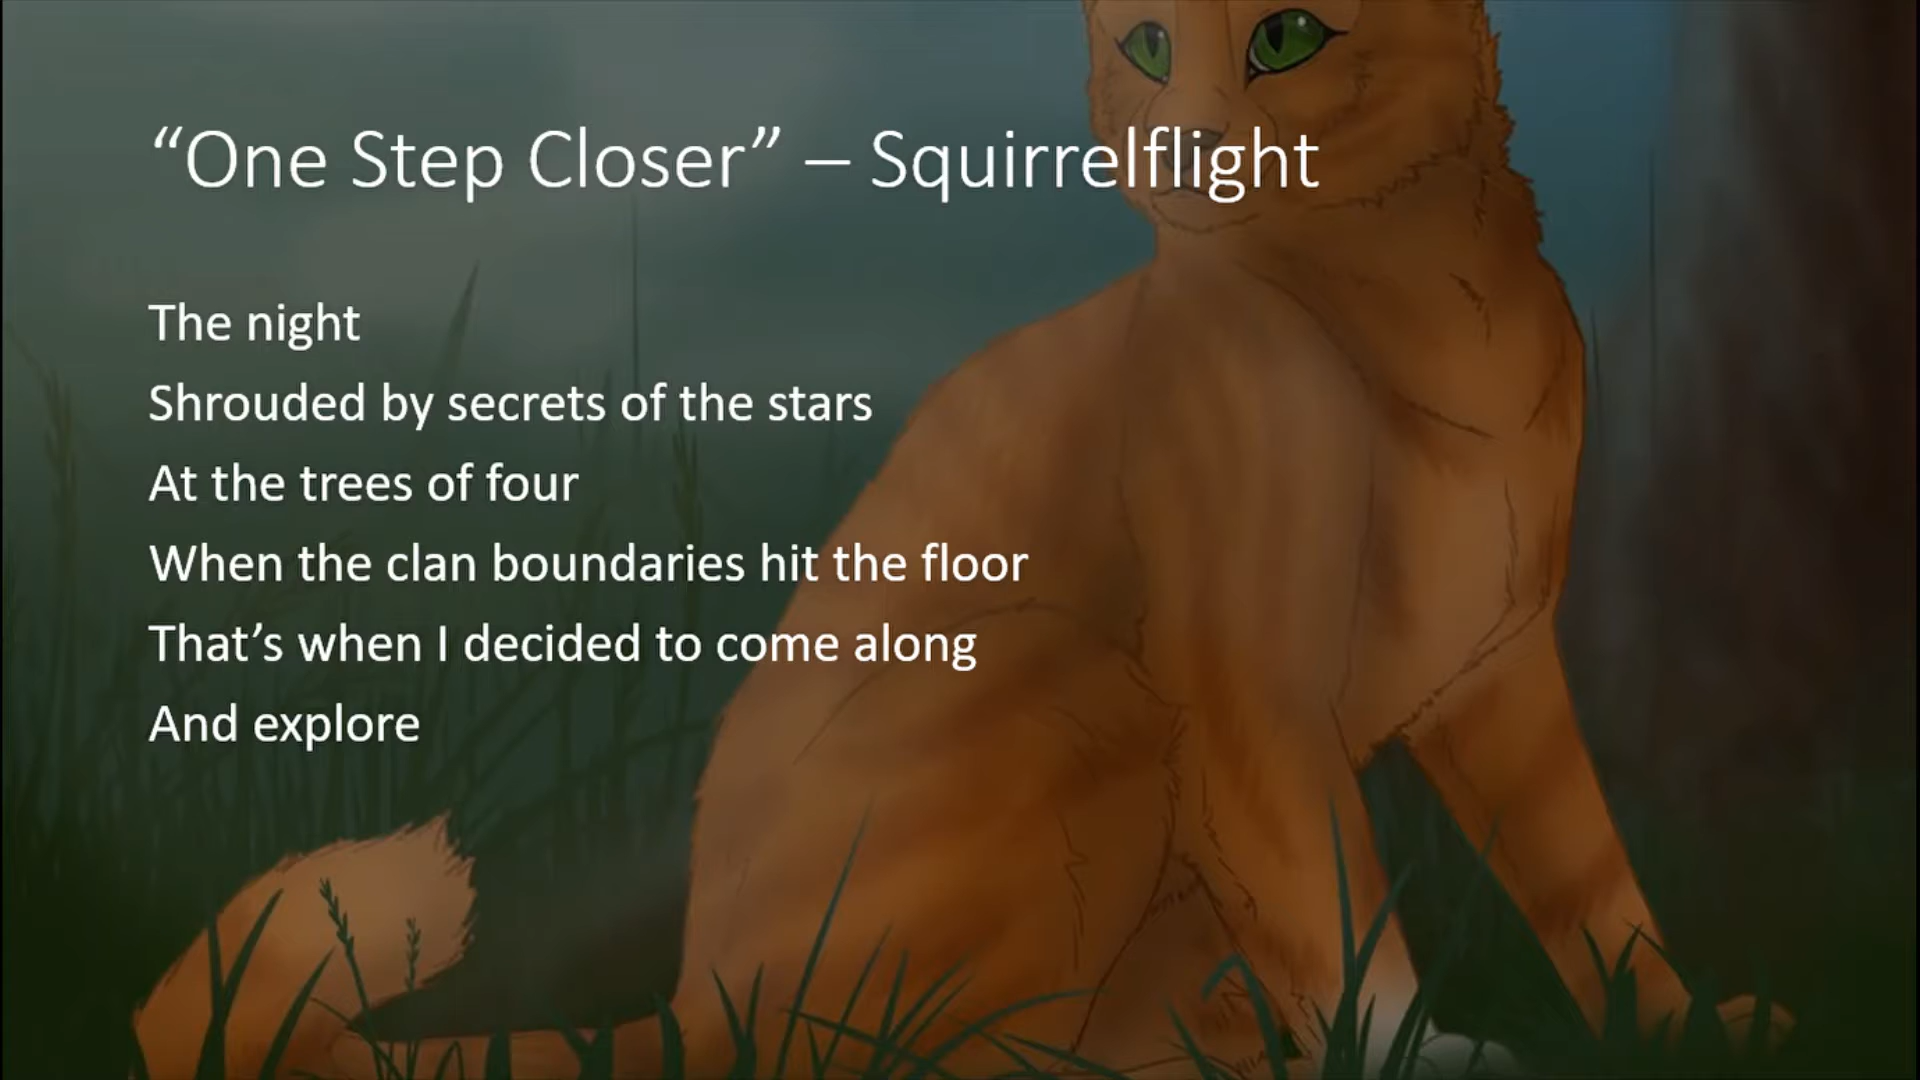 “One Step Closer” – Squirrelflight
The night
Shrouded by secrets of the stars
At the trees of four
When the clan boundaries hit the floor
That’s when I decided to come along
And explore